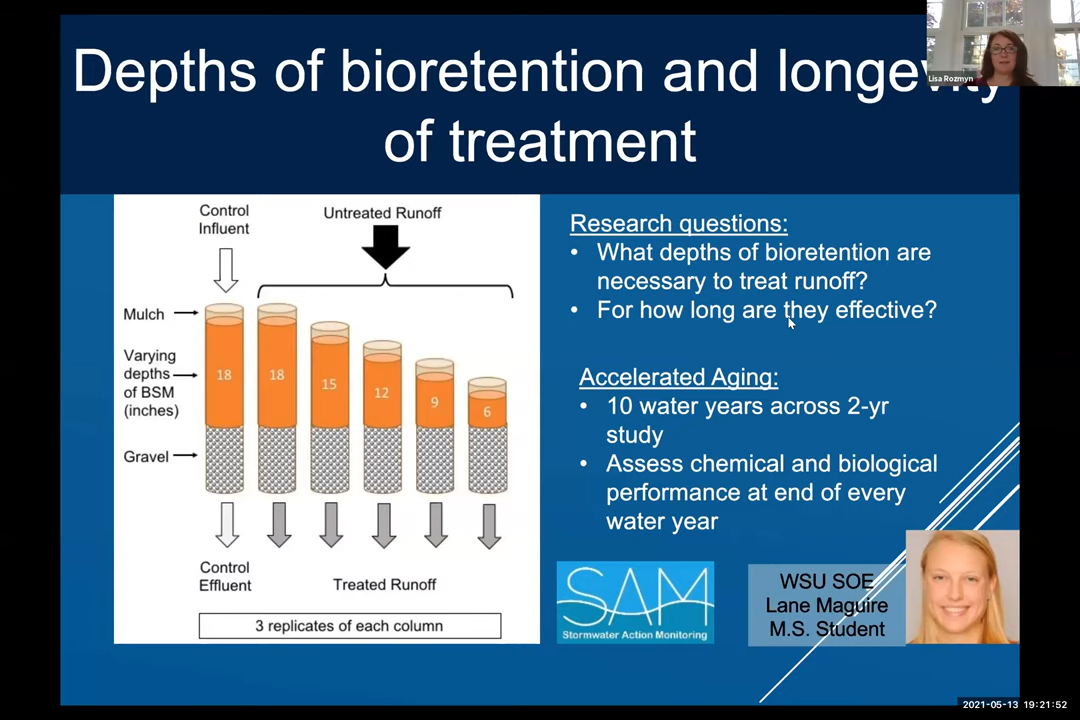 Depths of bioretention and longevity
of treatment
Lisa Rozmyn
Control
Influent
Untreated Runoff
Mulch
Varying
depths
of BSM
(inches)
18
18
15
12
9
6
Gravel
Control
Effluent
Treated Runoff
3 replicates of each column
Research questions:
• What depths of bioretention are
necessary to treat runoff?
• For how long are they effective?
Accelerated Aging:
• 10 water years across 2-yr
study
• Assess chemical and biological
performance at end of every
water year
SAM
Stormwater Action Monitoring
WSU SOE
Lane Maguire
M.S. Student
2021-05-13 19:21:52